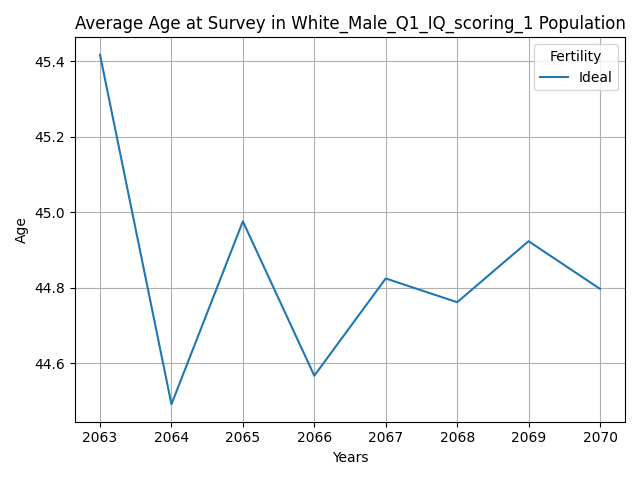 Average Age at Survey in White_Male_Q1_IQ_scoring_1 Population
Fertility
Ideal
45.4
45.2
45.0
44.8
44.6
Age
2063 2064 2065 2066 2067 2068 2069 2070
Years